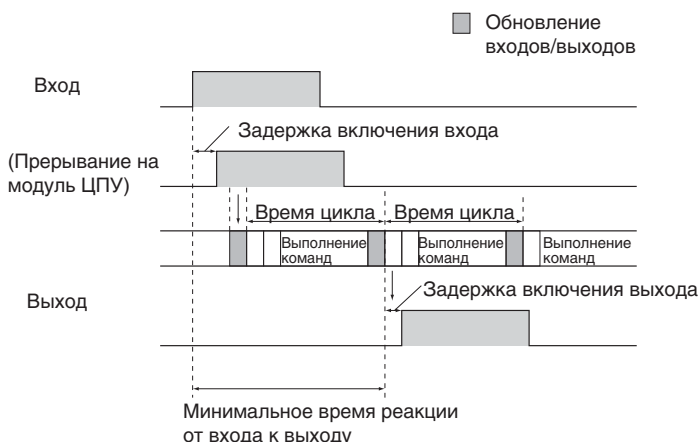 Обновление
входов/выходов
Вход
Задержка включения входа
(Прерывание на
модуль ЦПУ)
Время цикла
Время цикла
Выполнение
команд
Выполнение
команд
Выполнение
команд
Задержка включения выхода
Выход
Минимальное время реакции
от входа к выходу